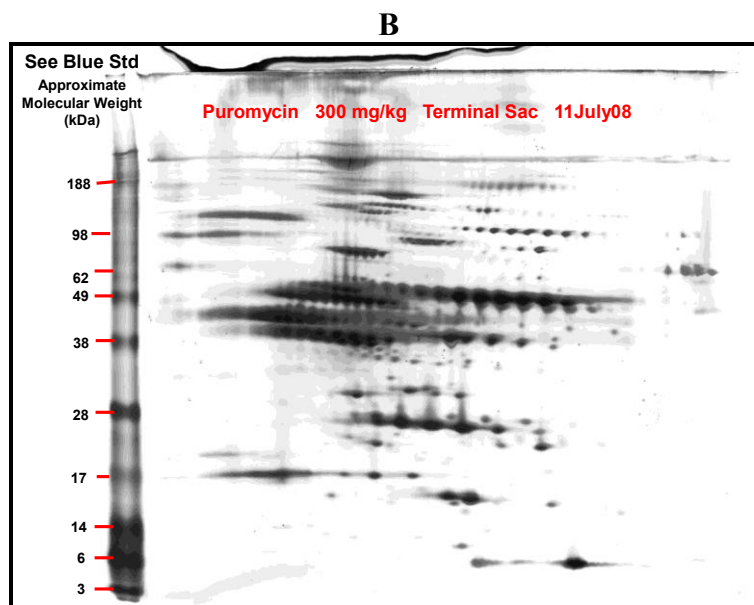 B
See Blue Std
Approximate
Molecular Weight
(kDa)
Puromycin 300 mg/kg Terminal Sac 11July08
188
98
62
49
38
28
17
14
6
3